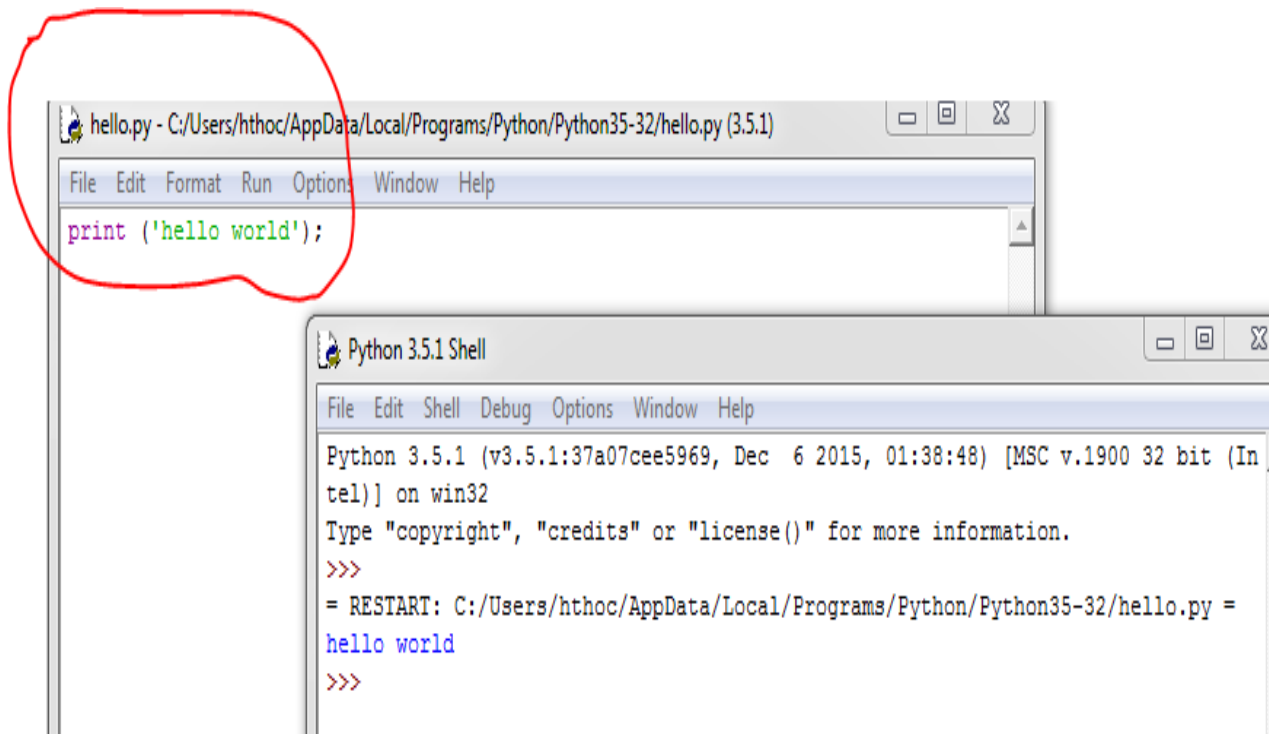 hello.py - C:/Users/hthoc/AppData/Local/Programs/Python/Python35-32/hello.py (3.5.1)
File Edit Format Run Options Window Help
print ('hello world');
Python 3.5.1 Shell
File Edit Shell Debug Options Window Help
Python 3.5.1 (v3.5.1:37a07cee5969, Dec  6 2015, 01:38:48) [MSC v.1900 32 bit (In
tel)] on win32
Type "copyright", "credits" or "license()" for more information.
>>>
= RESTART: C:/Users/hthoc/AppData/Local/Programs/Python/Python35-32/hello.py =
hello world
>>>